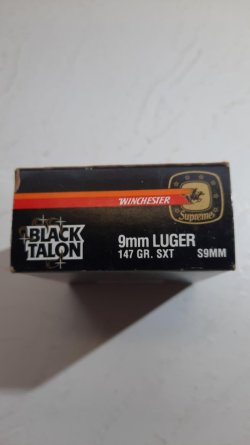 WINCHESTER
Supreme
BLACK
TALON
9mm LUGER
147 GR. SXT
S9MM